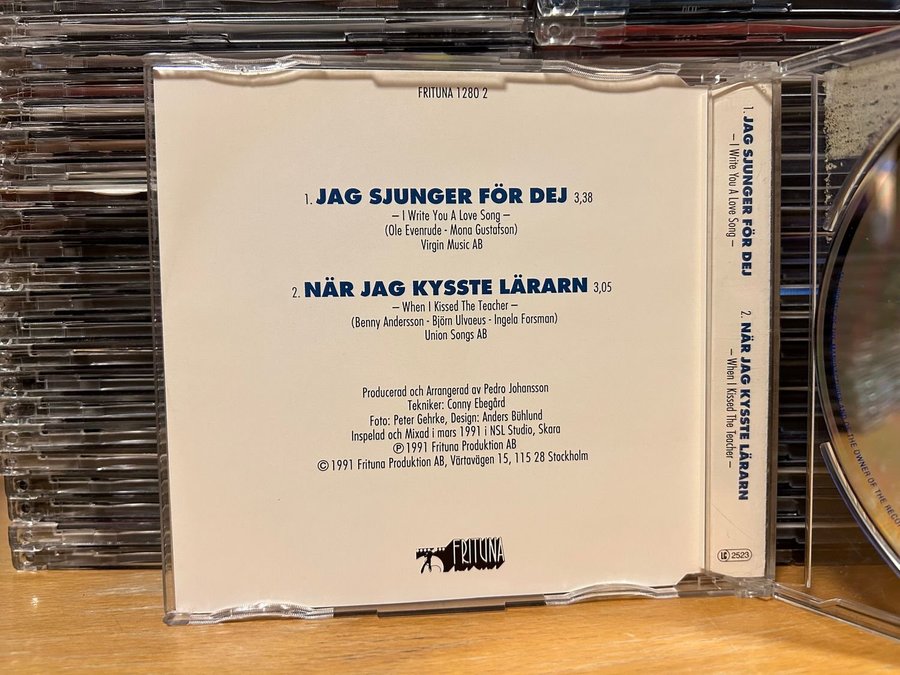 FRITUNA 1280 2
1. JAG SJUNGER FÖR DEJ 3,38
– I Write You A Love Song –
(Ole Evenrude - Mona Gustafson)
Virgin Music AB
2. NÄR JAG KYSSTE LÄRARN 3,05
– When I Kissed The Teacher –
(Benny Andersson - Björn Ulvaeus - Ingela Forsman)
Union Songs AB
Producerad och Arrangerad av Pedro Johansson
Tekniker: Conny Ebegård
Foto: Peter Gehrke, Design: Anders Bühlund
Inspelad och Mixad i mars 1991 i NSL Studio, Skara
Ⓟ 1991 Frituna Produktion AB
© 1991 Frituna Produktion AB, Värtavägen 15, 115 28 Stockholm
FRITUNA
1. JAG SJUNGER FÖR DEJ
– I Write You A Love Song –
2. NÄR JAG KYSSTE LÄRARN
– When I Kissed The Teacher –
LC 2523
OF THE OWNER OF THE RECO